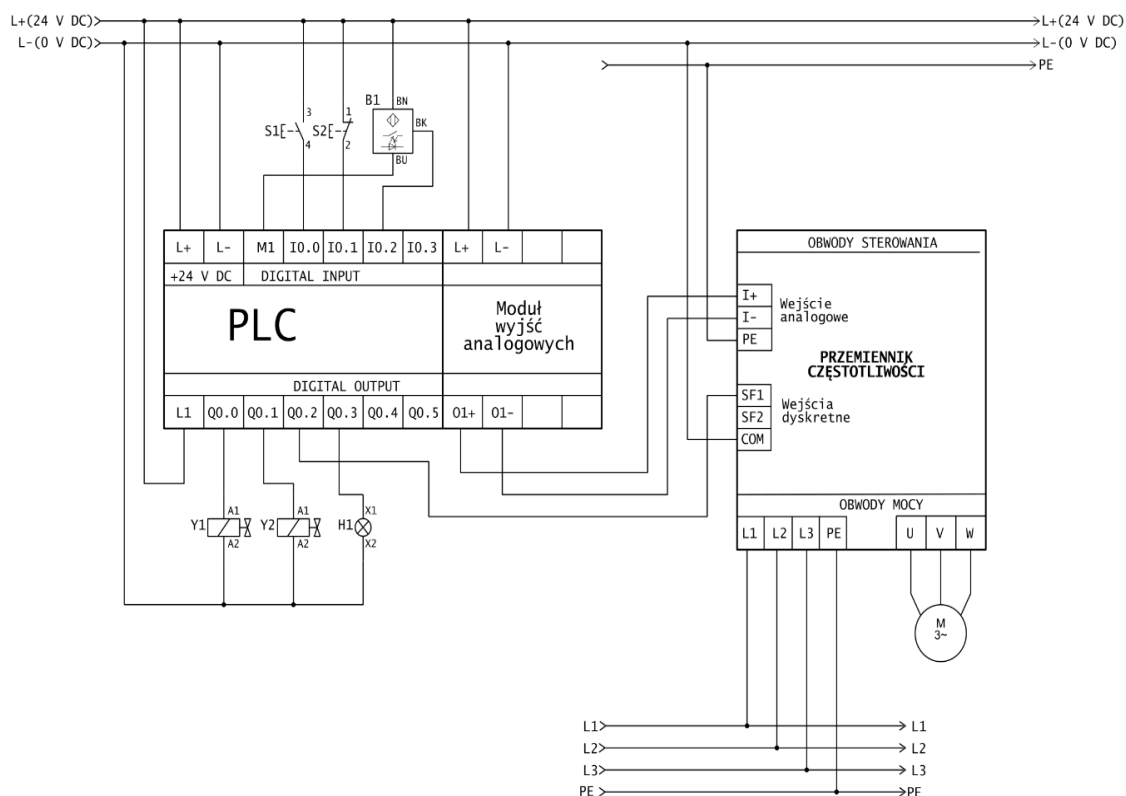 L+(24 V DC) L+(24 V DC)
L-(0 V DC) L-(0 V DC)
PE
B1 BN
3 1
S1 S2 BK
4 2
BU
L+ L- M1 I0.0 I0.1 I0.2 I0.3 L+ L-
+24 V DC DIGITAL INPUT
PLC
Moduł
wyjść
analogowych
DIGITAL OUTPUT
L1 Q0.0 Q0.1 Q0.2 Q0.3 Q0.4 Q0.5 O1+ O1-
Y1 A1 A2
Y2 A1 A2
H1 X1 X2
OBWODY STEROWANIA
I+
I-
PE
Wejście
analogowe
PRZEMIENNIK
CZĘSTOTLIWOŚCI
SF1
SF2
COM
Wejścia
dyskretne
OBWODY MOCY
L1 L2 L3 PE U V W
M
3~
L1 L1
L2 L2
L3 L3
PE PE